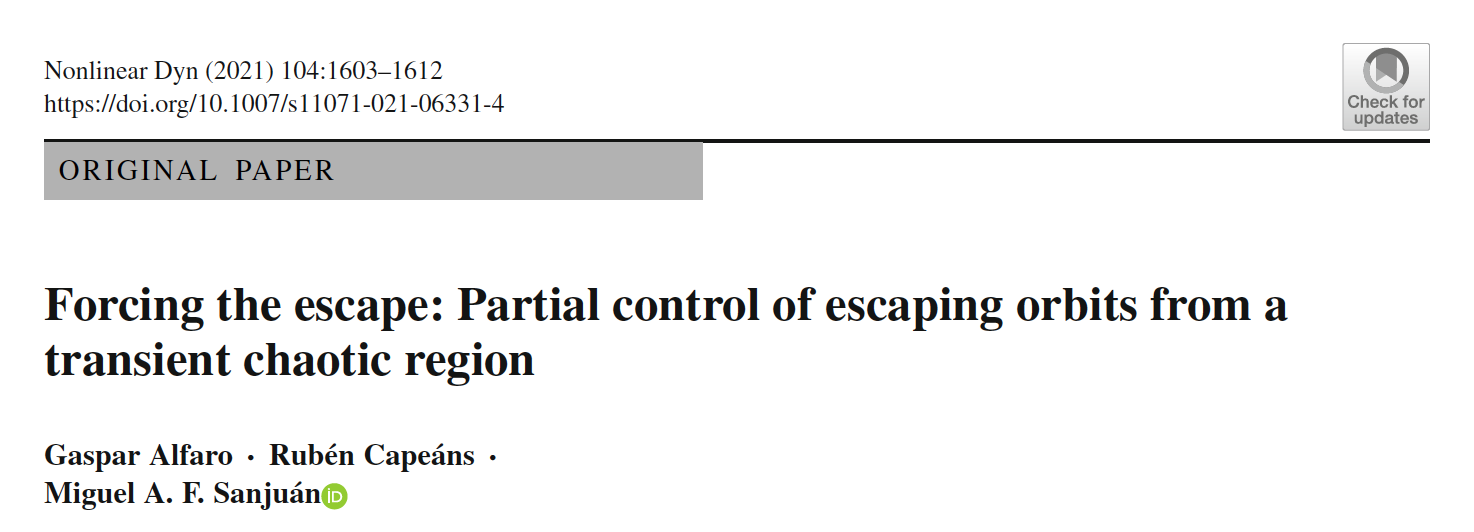 Nonlinear Dyn (2021) 104:1603–1612
https://doi.org/10.1007/s11071-021-06331-4
Check for
updates
ORIGINAL PAPER
Forcing the escape: Partial control of escaping orbits from a
transient chaotic region
Gaspar Alfaro · Rubén Capeáns ·
Miguel A. F. Sanjuán iD